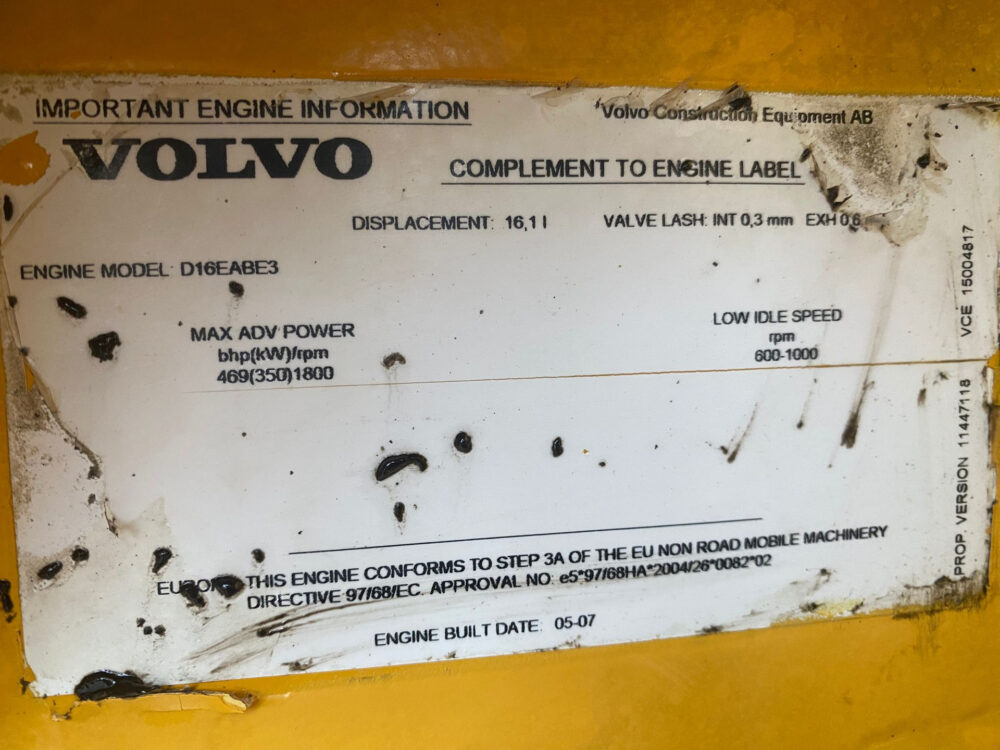 IMPORTANT ENGINE INFORMATION
Volvo Construction Equipment AB
VOLVO
COMPLEMENT TO ENGINE LABEL
DISPLACEMENT: 16,1 l
VALVE LASH: INT 0,3 mm EXH 0,6
ENGINE MODEL: D16EABE3
MAX ADV POWER
bhp(kW)/rpm
469(350)1800
LOW IDLE SPEED
rpm
600-1000
THIS ENGINE CONFORMS TO STEP 3A OF THE EU NON ROAD MOBILE MACHINERY
DIRECTIVE 97/68/EC. APPROVAL NO: e5*97/68HA*2004/26*0082*02
ENGINE BUILT DATE: 05-07
VCE 15004817
PROP. VERSION 11447118